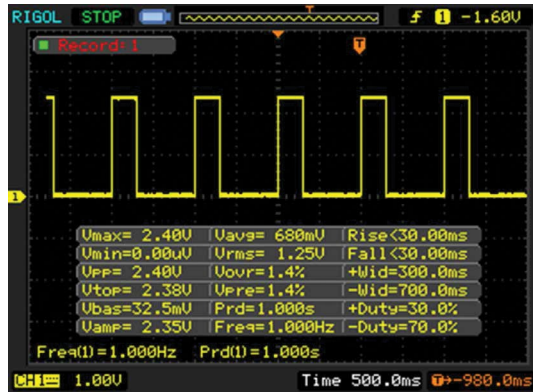 RIGOL STOP f 1 -1.60V
Record:1
T
1
Vmax= 2.40V Vavg= 680mV Rise<30.00ms
Vmin=0.00uV Vrms= 1.25V Fall<30.00ms
Vpp= 2.40V Vovr=1.4% +Wid=300.0ms
Vtop= 2.38V Vpre=1.4% -Wid=700.0ms
Vbas=32.5mV Prd=1.000s +Duty=30.0%
Vamp= 2.35V Freq=1.000Hz -Duty=70.0%
Freq(1)=1.000Hz Prd(1)=1.000s
CH1 1.00V Time 500.0ms T→-980.0ms